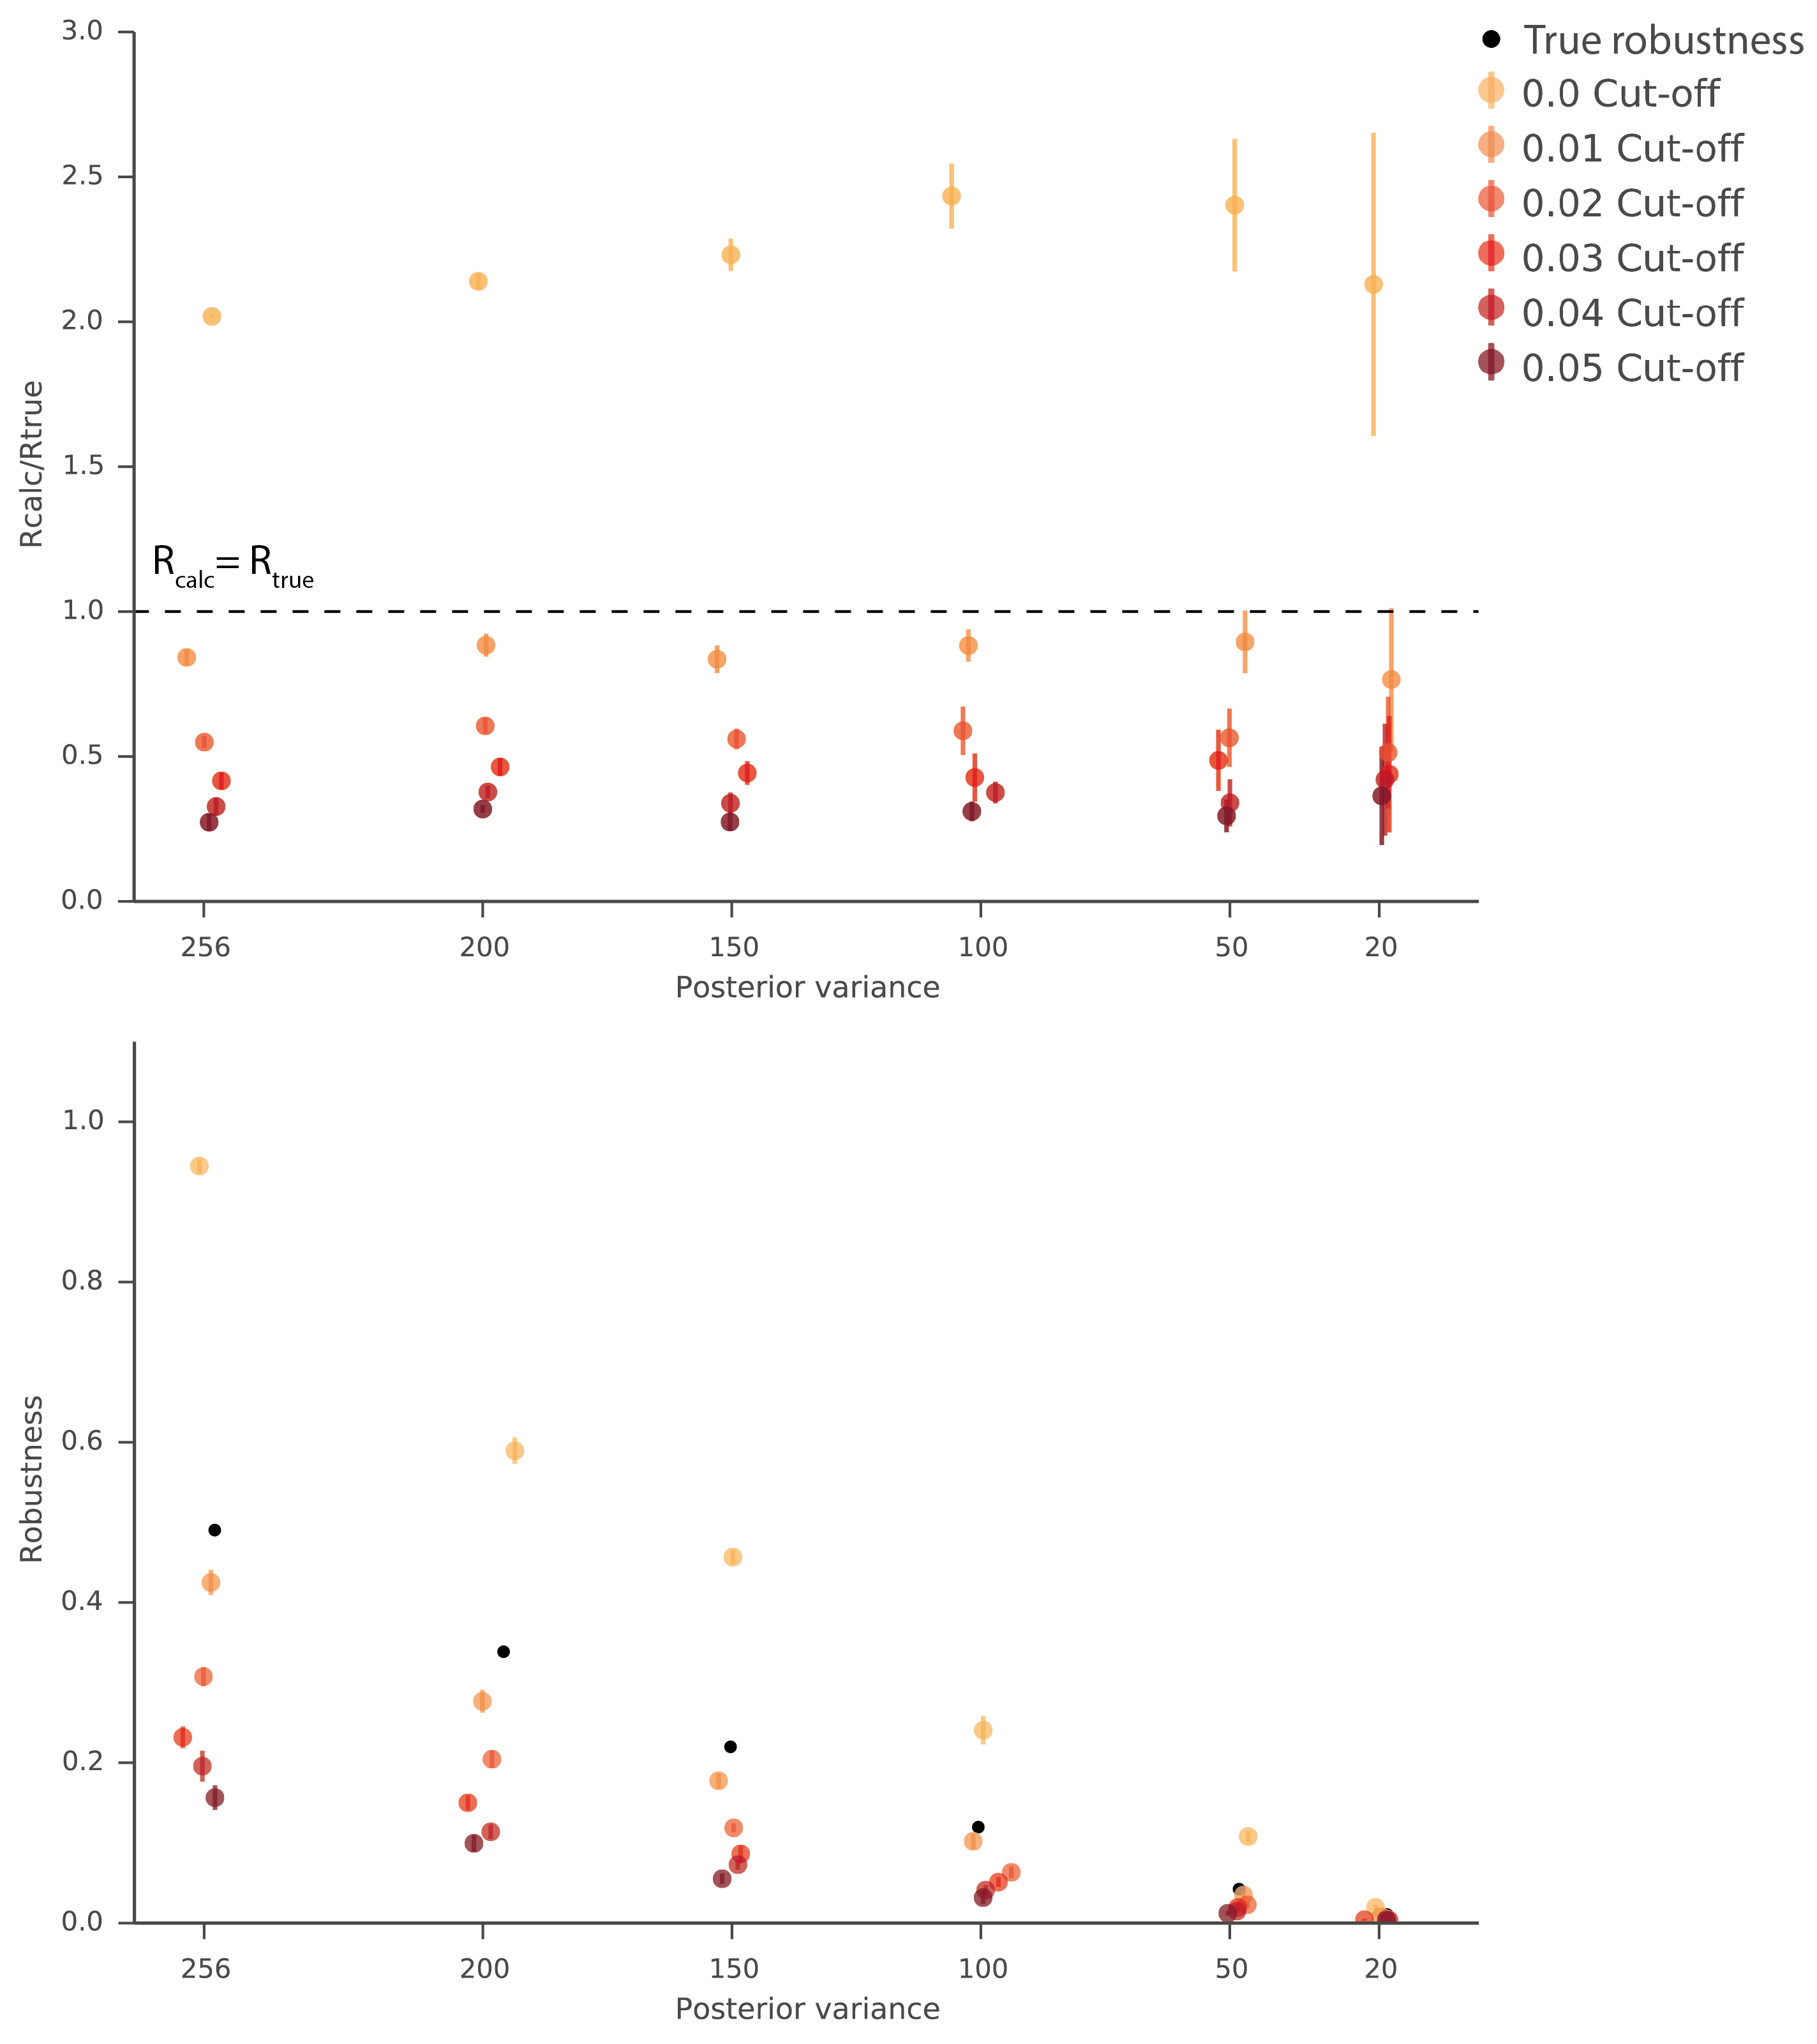 3.0
2.5
2.0
1.5
1.0
0.5
0.0
Rcalc/Rtrue
Rcalc= Rtrue
256 200 150 100 50 20
Posterior variance
True robustness
0.0 Cut-off
0.01 Cut-off
0.02 Cut-off
0.03 Cut-off
0.04 Cut-off
0.05 Cut-off
1.0
0.8
0.6
0.4
0.2
0.0
Robustness
256 200 150 100 50 20
Posterior variance